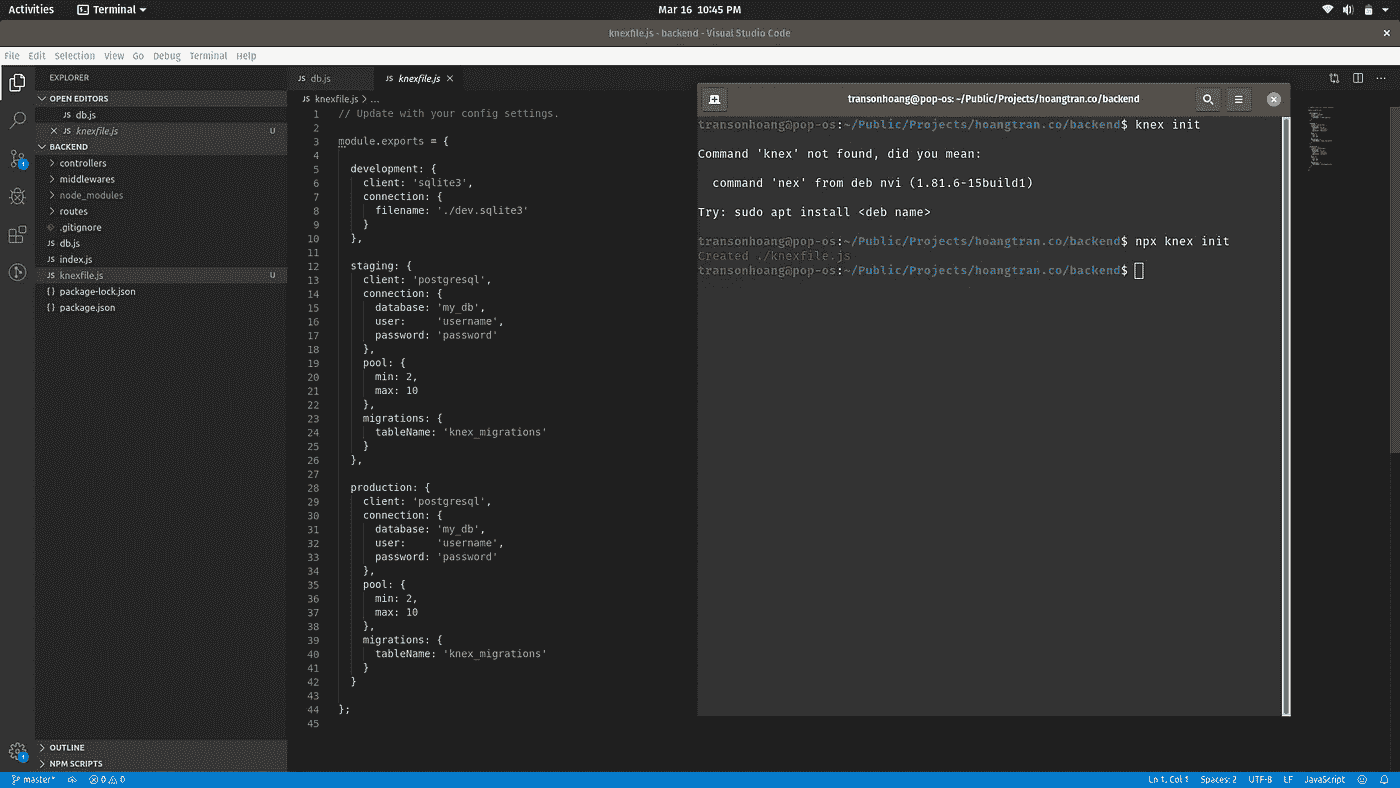 Activities
Terminal
Mar 16 10:45 PM
knexfile.js - backend - Visual Studio Code
File Edit Selection View Go Debug Terminal Help
EXPLORER
OPEN EDITORS
JS db.js
JS knexfile.js U
BACKEND
controllers
middlewares
node_modules
routes
.gitignore
JS db.js
JS index.js
JS knexfile.js U
{} package-lock.json
{} package.json
OUTLINE
NPM SCRIPTS
JS db.js
JS knexfile.js
JS knexfile.js > ...
1 // Update with your config settings.
2
3 module.exports = {
4
5 development: {
6 client: 'sqlite3',
7 connection: {
8 filename: './dev.sqlite3'
9 }
10 },
11
12 staging: {
13 client: 'postgresql',
14 connection: {
15 database: 'my_db',
16 user:     'username',
17 password: 'password'
18 },
19 pool: {
20 min: 2,
21 max: 10
22 },
23 migrations: {
24 tableName: 'knex_migrations'
25 }
26 },
27
28 production: {
29 client: 'postgresql',
30 connection: {
31 database: 'my_db',
32 user:     'username',
33 password: 'password'
34 },
35 pool: {
36 min: 2,
37 max: 10
38 },
39 migrations: {
40 tableName: 'knex_migrations'
41 }
42 }
43
44 };
45
transonhoang@pop-os: ~/Public/Projects/hoangtran.co/backend
transonhoang@pop-os:~/Public/Projects/hoangtran.co/backend$ knex init
Command 'knex' not found, did you mean:
command 'nex' from deb nvi (1.81.6-15build1)
Try: sudo apt install <deb name>
transonhoang@pop-os:~/Public/Projects/hoangtran.co/backend$ npx knex init
Created ./knexfile.js
transonhoang@pop-os:~/Public/Projects/hoangtran.co/backend$
1
1
master* 0 0
Ln 1, Col 1 Spaces: 2 UTF-8 LF JavaScript